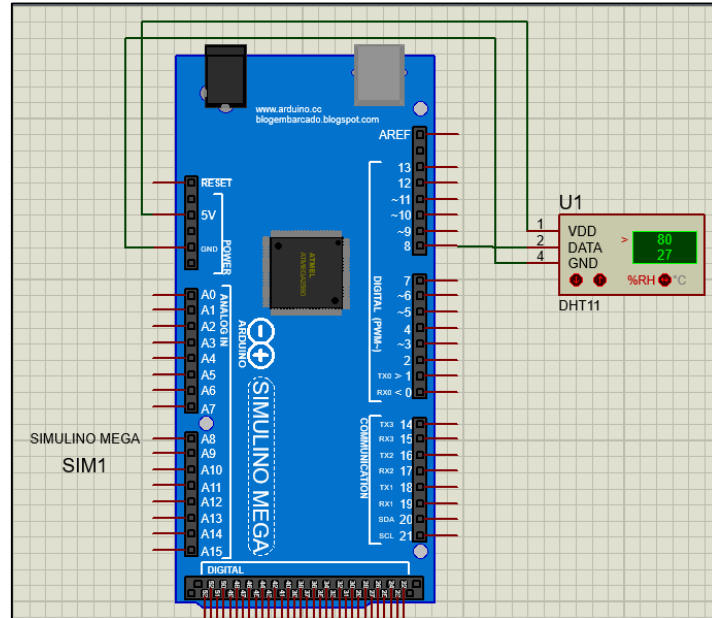 www.arduino.cc
blogembarcado.blogspot.com
AREF
RESET
5V
GND
POWER
13
12
~11
~10
~9
8
U1
1 VDD
2 DATA
4 GND
>
80
27
%RH °C
DHT11
ATMEL
ATMEGA2560
DIGITAL (PWM~)
7
~6
~5
4
~3
2
TX0 > 1
RX0 < 0
ANALOG IN
A0
A1
A2
A3
A4
A5
A6
A7
ARDUINO
SIMULINO MEGA
SIMULINO MEGA
SIM1
A8
A9
A10
A11
A12
A13
A14
A15
COMMUNICATION
TX3 14
RX3 15
TX2 16
RX2 17
TX1 18
RX1 19
SDA 20
SCL 21
DIGITAL